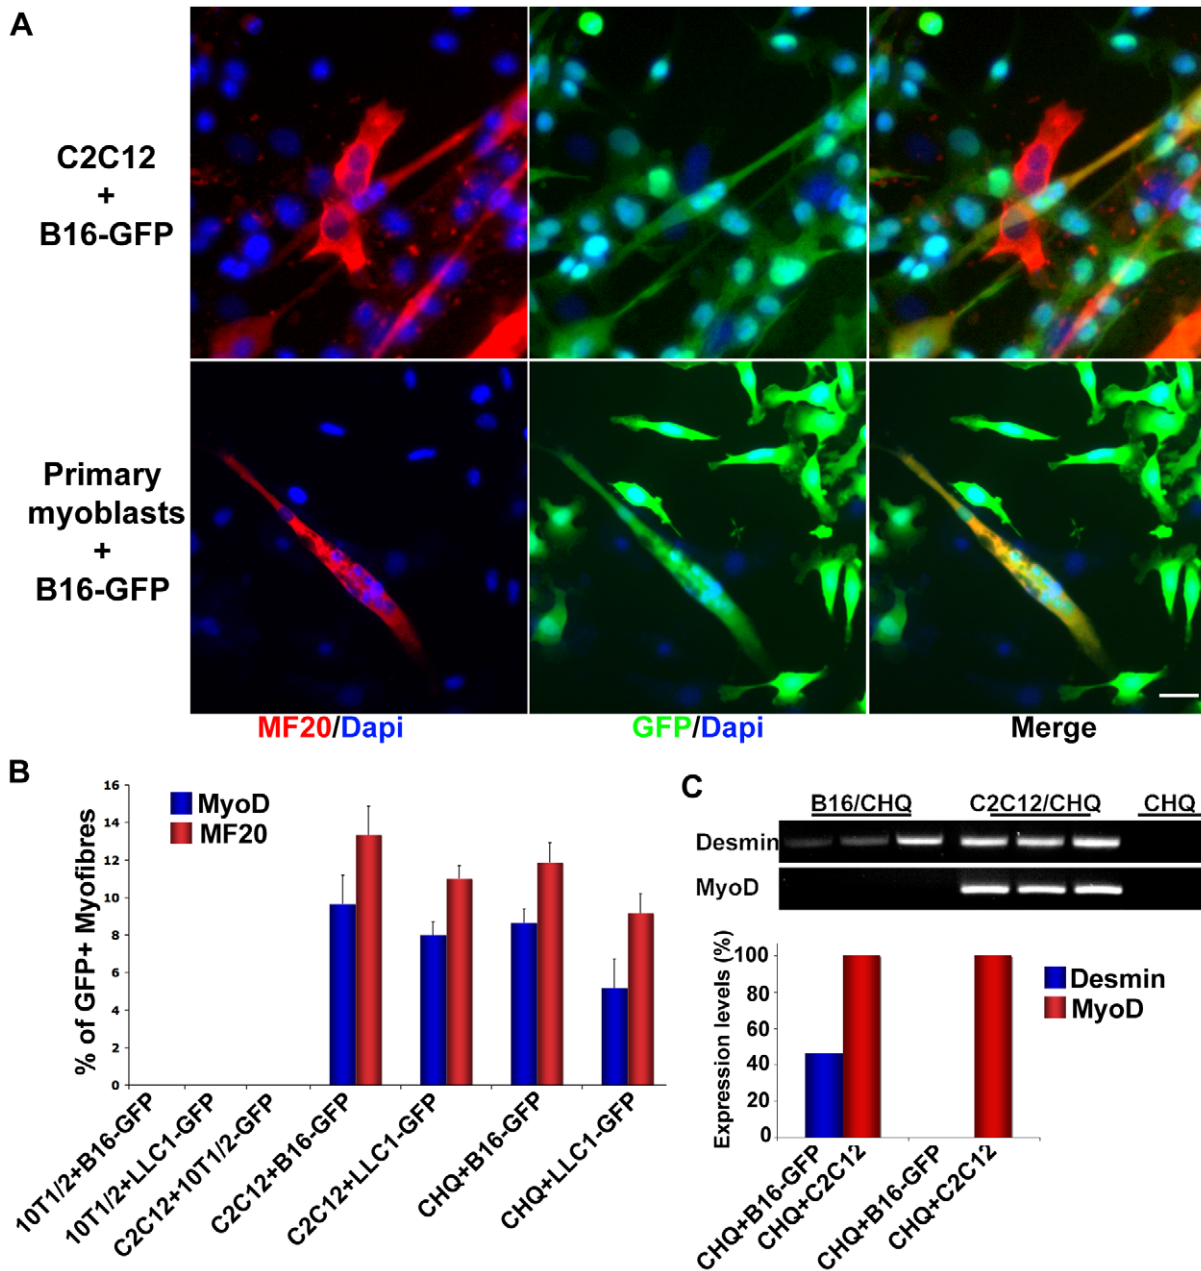 A
C2C12
+
B16-GFP
Primary
myoblasts
+
B16-GFP
MF20/Dapi
GFP/Dapi
Merge
B
% of GFP+ Myofibres
16
14
12
10
8
6
4
2
0
MyoD
MF20
10T1/2+B16-GFP
10T1/2+LLC1-GFP
C2C12+10T1/2-GFP
C2C12+B16-GFP
C2C12+LLC1-GFP
CHQ+B16-GFP
CHQ+LLC1-GFP
C
B16/CHQ C2C12/CHQ CHQ
Desmin
MyoD
Expression levels (%)
100
80
60
40
20
0
Desmin
MyoD
CHQ+B16-GFP
CHQ+C2C12
CHQ+B16-GFP
CHQ+C2C12